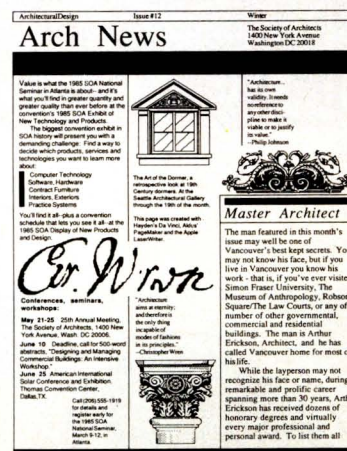 ArchitecturalDesign Issue #12 Winter
Arch News
The Society of Architects
1400 New York Avenue
Washington DC 20018
Value is what the 1985 SOA National
Seminar in Atlanta is about-- and it's
what you'll find in greater quantity and
greater quality than ever before at the
convention's 1985 SOA Exhibit of
New Technology and Products.
The biggest convention exhibit in
SOA history will present you with a
demanding challenge: Find a way to
decide which products, services and
technologies you want to learn more
about:
Computer Technology
Software, Hardware
Contract Furniture
Interiors, Exteriors
Practice Systems
You'll find it all--plus a convention
schedule that lets you see it all--at the
1985 SOA Display of New Products
and Design.
Conferences, seminars,
workshops:
May 21-25 25th Annual Meeting,
The Society of Architects, 1400 New
York Avenue, Wash. DC 20006.
June 10 Deadline, call for 500-word
abstracts, "Designing and Managing
Commercial Buildings: An Intensive
Workshop."
June 25 American International
Solar Conference and Exhibition.
Thomas Convention Center,
Dallas,TX.
Call (206) 555-1919
for details and
register early for
the 1985 SOA
National Seminar,
March 9-12, in
Atlanta.
The Art of the Dormer, a
retrospective look at 19th
Century dormers. At the
Seattle Architectural Gallery
through the 19th of the month.
This page was created with
Hayden's Da Vinci, Aldus'
PageMaker and the Apple
LaserWriter.
"Architecture
aims at eternity;
and therefore is
the only thing
incapable of
modes of fashions
in its principles."
--Christopher Wren
"Architecture...
has its own
validity. It needs
no reference to
any other disci-
pline to make it
viable or to justify
its value."
--Philip Johnson
Master Architect
The man featured in this month's
issue may well be one of
Vancouver's best kept secrets. Yo
may not know his face, but if you
live in Vancouver you know his
work - that is, if you've ever visite
Simon Fraser University, The
Museum of Anthropology, Robson
Square/The Law Courts, or any of
number of other governmental,
commercial and residential
buildings. The man is Arthur
Erickson, Architect, and he has
called Vancouver home for most o
his life.
While the layperson may not
recognize his face or name, during
remarkable and prolific career
spanning more than 30 years, Arth
Erickson has received dozens of
honorary degrees and virtually
every major professional and
personal award. To list them all